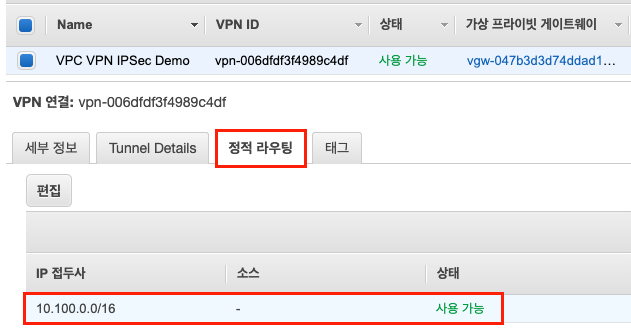 Name VPN ID 상태 가상 프라이빗 게이트웨이
VPC VPN IPSec Demo vpn-006dfdf3f4989c4df 사용 가능 vgw-047b3d3d74ddad1...
VPN 연결: vpn-006dfdf3f4989c4df
세부 정보 Tunnel Details 정적 라우팅 태그
편집
IP 접두사 소스 상태
10.100.0.0/16 - 사용 가능